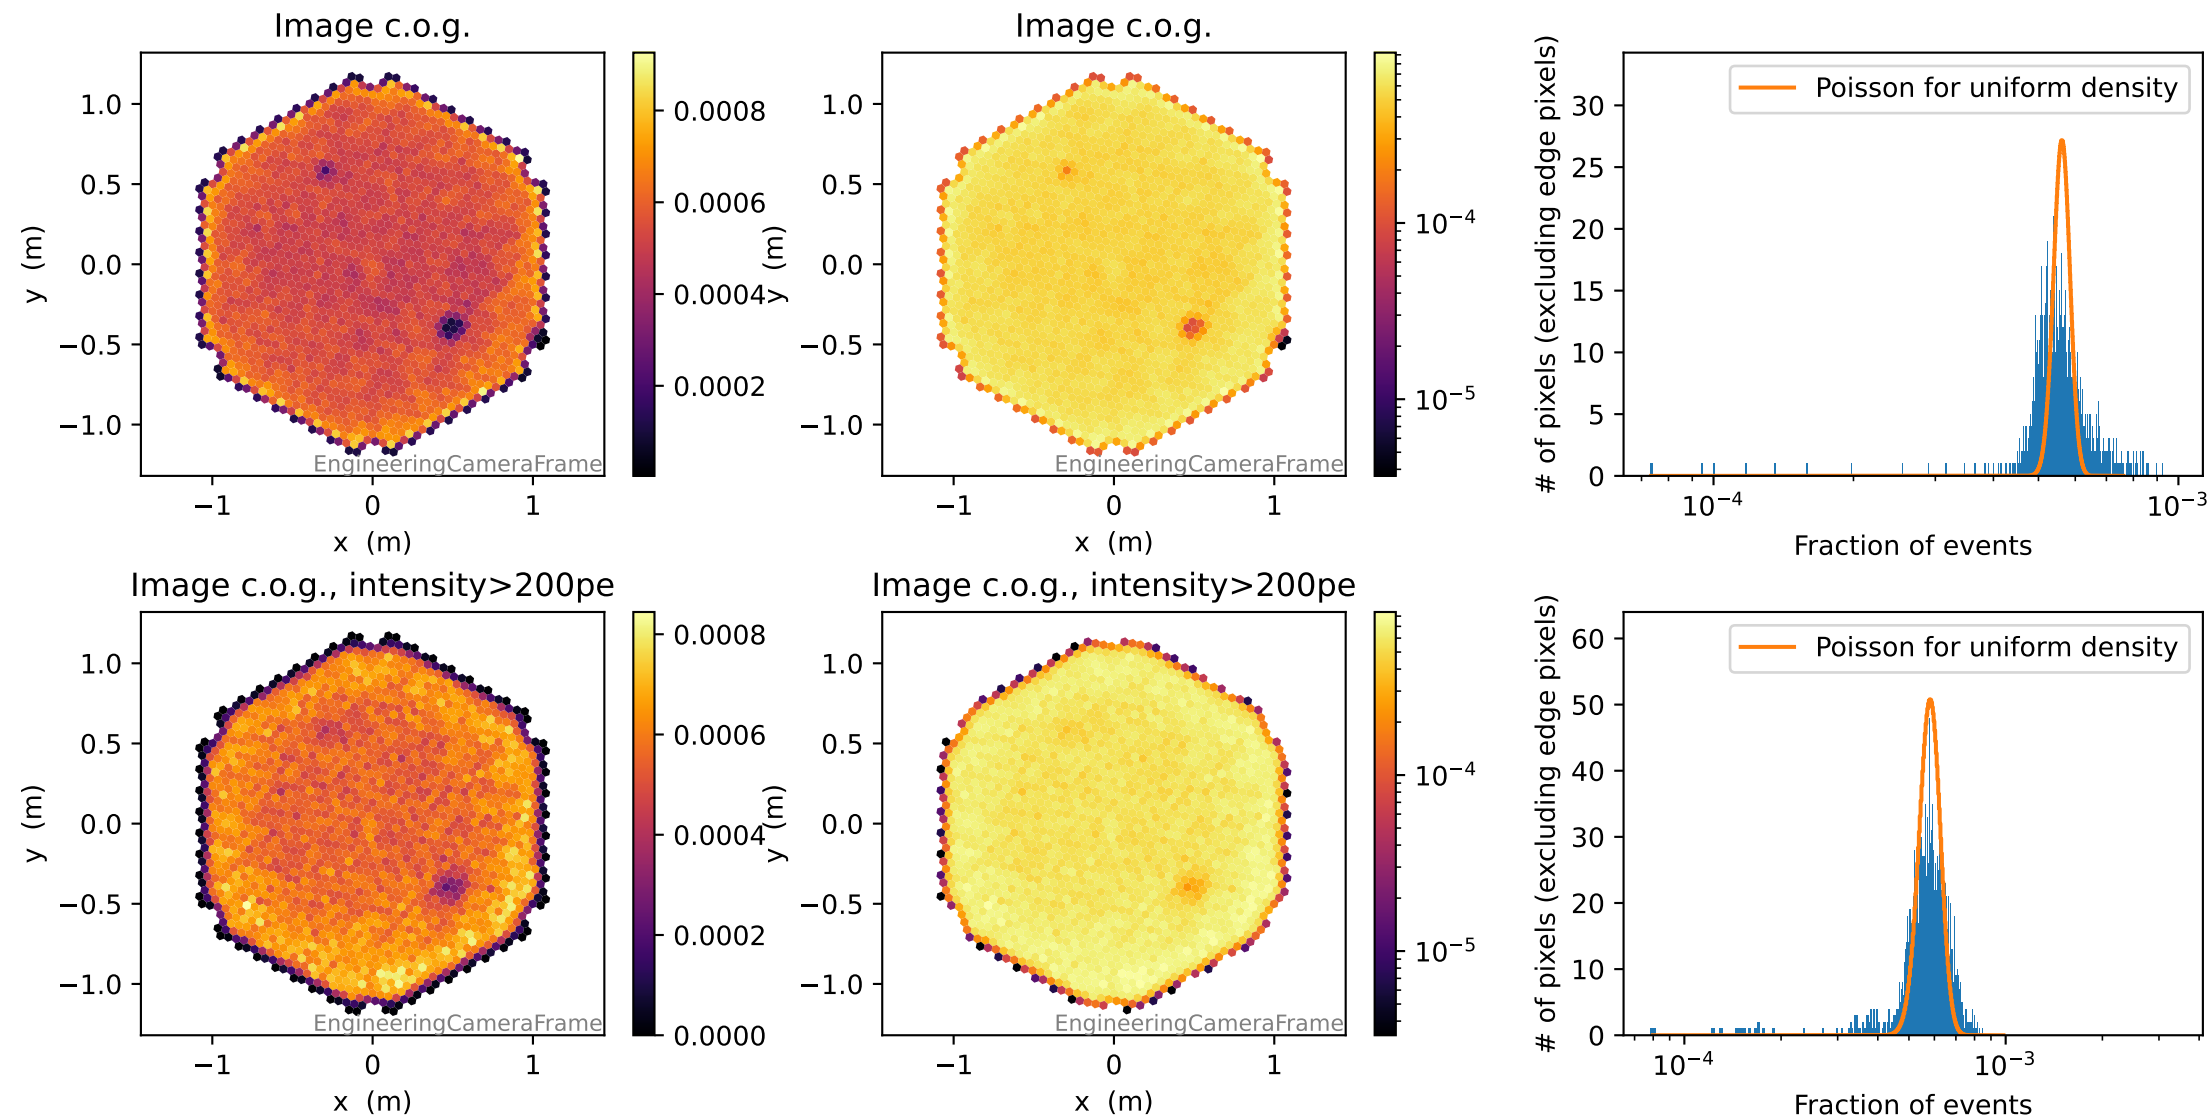 Image c.o.g.
1.0
0.5
0.0
−0.5
−1.0
y (m)
−1
0
1
x (m)
EngineeringCameraFrame
0.0008
0.0006
0.0004
0.0002
Image c.o.g.
1.0
0.5
0.0
−0.5
−1.0
y (m)
−1
0
1
x (m)
EngineeringCameraFrame
10⁻⁴
10⁻⁵
Poisson for uniform density
30
25
20
15
10
5
0
# of pixels (excluding edge pixels)
10⁻⁴
10⁻³
Fraction of events
Image c.o.g., intensity>200pe
1.0
0.5
0.0
−0.5
−1.0
y (m)
−1
0
1
x (m)
EngineeringCameraFrame
0.0008
0.0006
0.0004
0.0002
0.0000
Image c.o.g., intensity>200pe
1.0
0.5
0.0
−0.5
−1.0
y (m)
−1
0
1
x (m)
EngineeringCameraFrame
10⁻⁴
10⁻⁵
Poisson for uniform density
60
50
40
30
20
10
0
# of pixels (excluding edge pixels)
10⁻⁴
10⁻³
Fraction of events